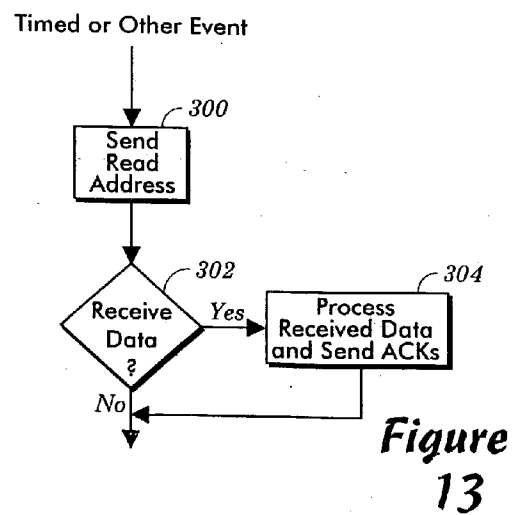 Timed or Other Event
300
Send
Read
Address
302
Receive
Data
?
Yes
304
Process
Received Data
and Send ACKs
No
Figure
13